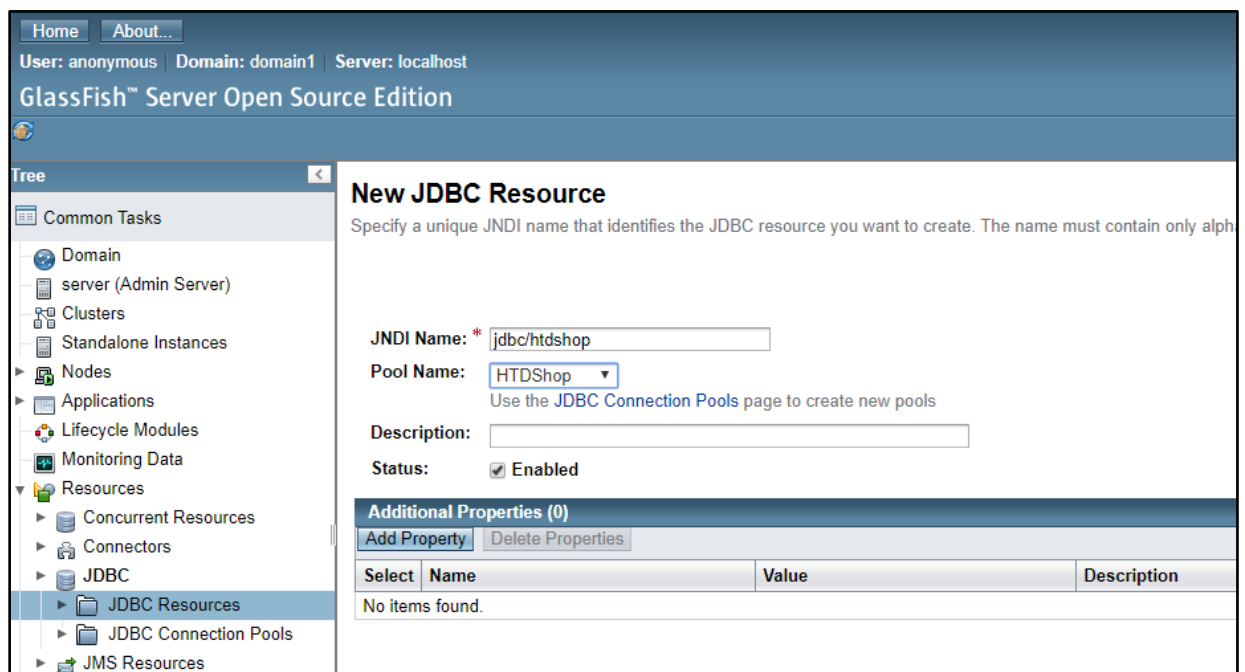 Home About...
User: anonymous Domain: domain1 Server: localhost
GlassFish™ Server Open Source Edition
Tree
Common Tasks
Domain
server (Admin Server)
Clusters
Standalone Instances
Nodes
Applications
Lifecycle Modules
Monitoring Data
Resources
Concurrent Resources
Connectors
JDBC
JDBC Resources
JDBC Connection Pools
JMS Resources
New JDBC Resource
Specify a unique JNDI name that identifies the JDBC resource you want to create. The name must contain only alph
JNDI Name: * jdbc/htdshop
Pool Name: HTDShop
Use the JDBC Connection Pools page to create new pools
Description:
Status: Enabled
Additional Properties (0)
Add Property Delete Properties
Select Name Value Description
No items found.